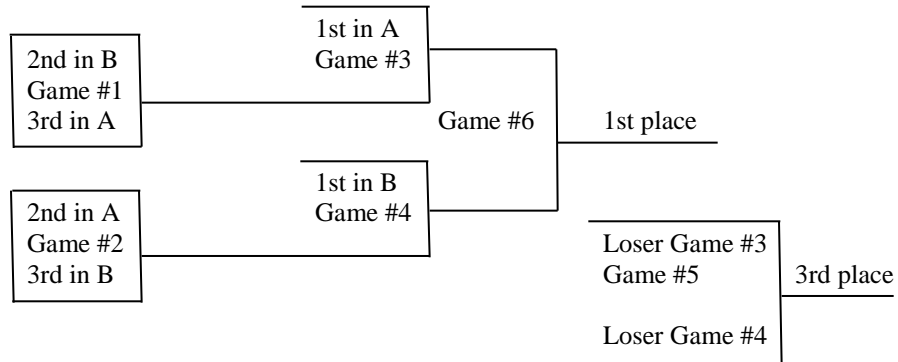 1st in A
Game #3
2nd in B
Game #1
3rd in A
Game #6
1st place
1st in B
Game #4
2nd in A
Game #2
3rd in B
Loser Game #3
Game #5
3rd place
Loser Game #4